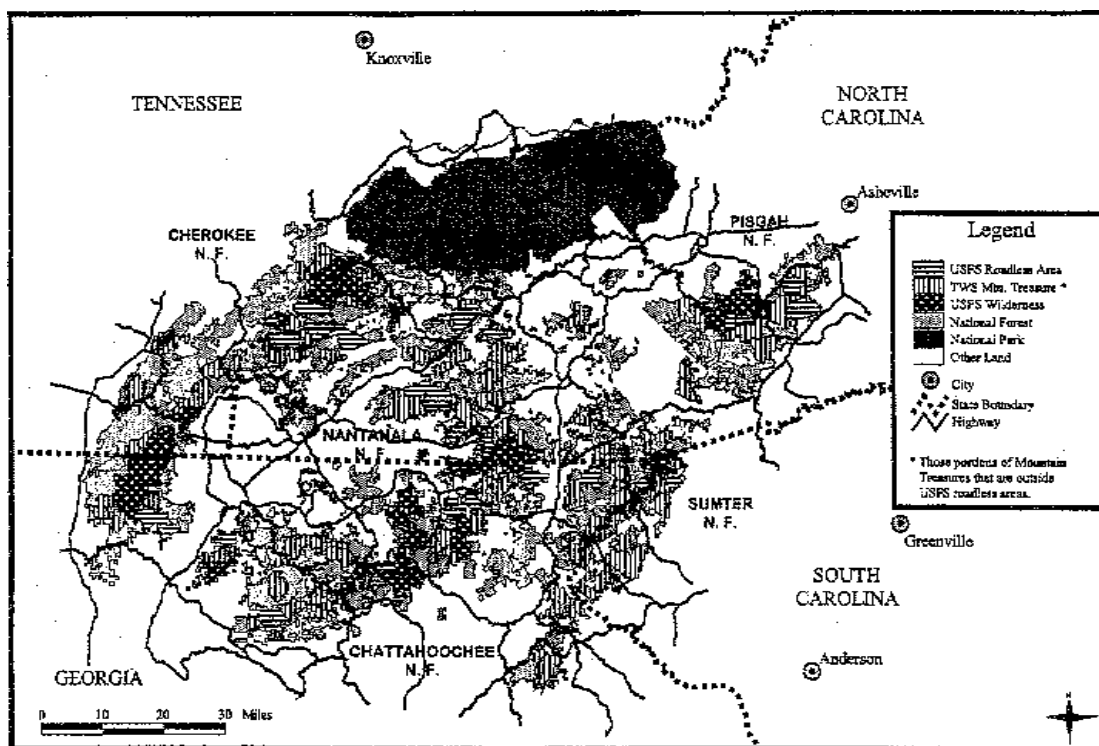 Knoxville
TENNESSEE
NORTH
CAROLINA
Asheville
CHEROKEE
N. F.
PISGAH
N. F.
Legend
USFS Roadless Area
TWS Mtn. Treasure *
USFS Wilderness
National Forest
National Park
Other Land
City
State Boundary
Highway
* Those portions of Mountain
Treasures that are outside
USFS roadless areas.
NANTAHALA
N. F.
SUMTER
N. F.
Greenville
SOUTH
CAROLINA
CHATTAHOOCHEE
N. F.
Anderson
GEORGIA
0 10 20 30 Miles
N